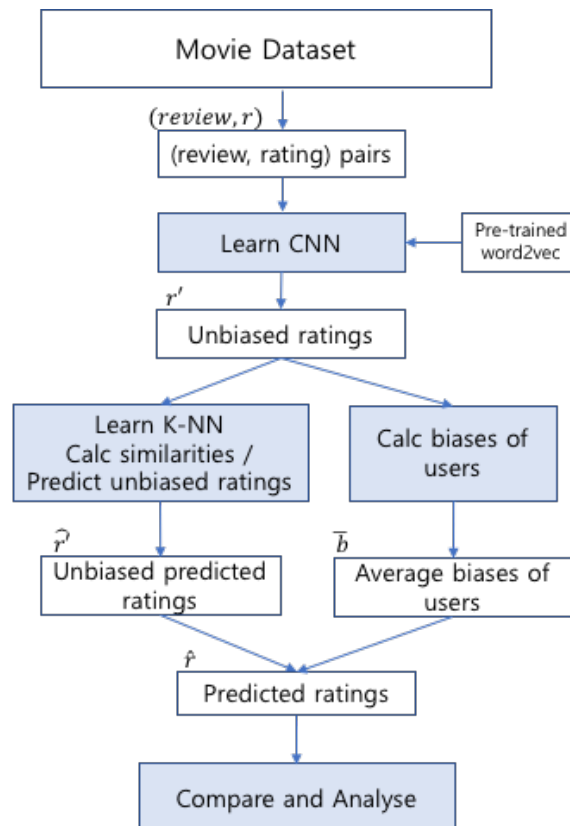 Movie Dataset
(review, r)
(review, rating) pairs
Learn CNN
Pre-trained
word2vec
r′
Unbiased ratings
Learn K-NN
Calc similarities /
Predict unbiased ratings
Calc biases of
users
r̂′
Unbiased predicted
ratings
b̅
Average biases of
users
r̂
Predicted ratings
Compare and Analyse